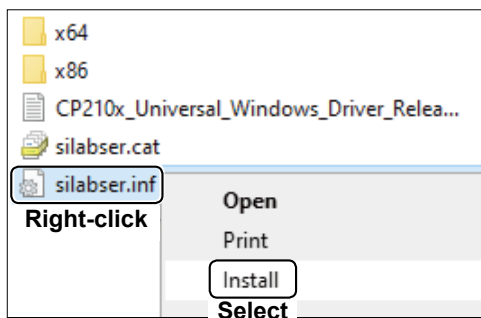 x64
x86
CP210x_Universal_Windows_Driver_Relea...
silabser.cat
silabser.inf
Right-click
Open
Print
Install
Select